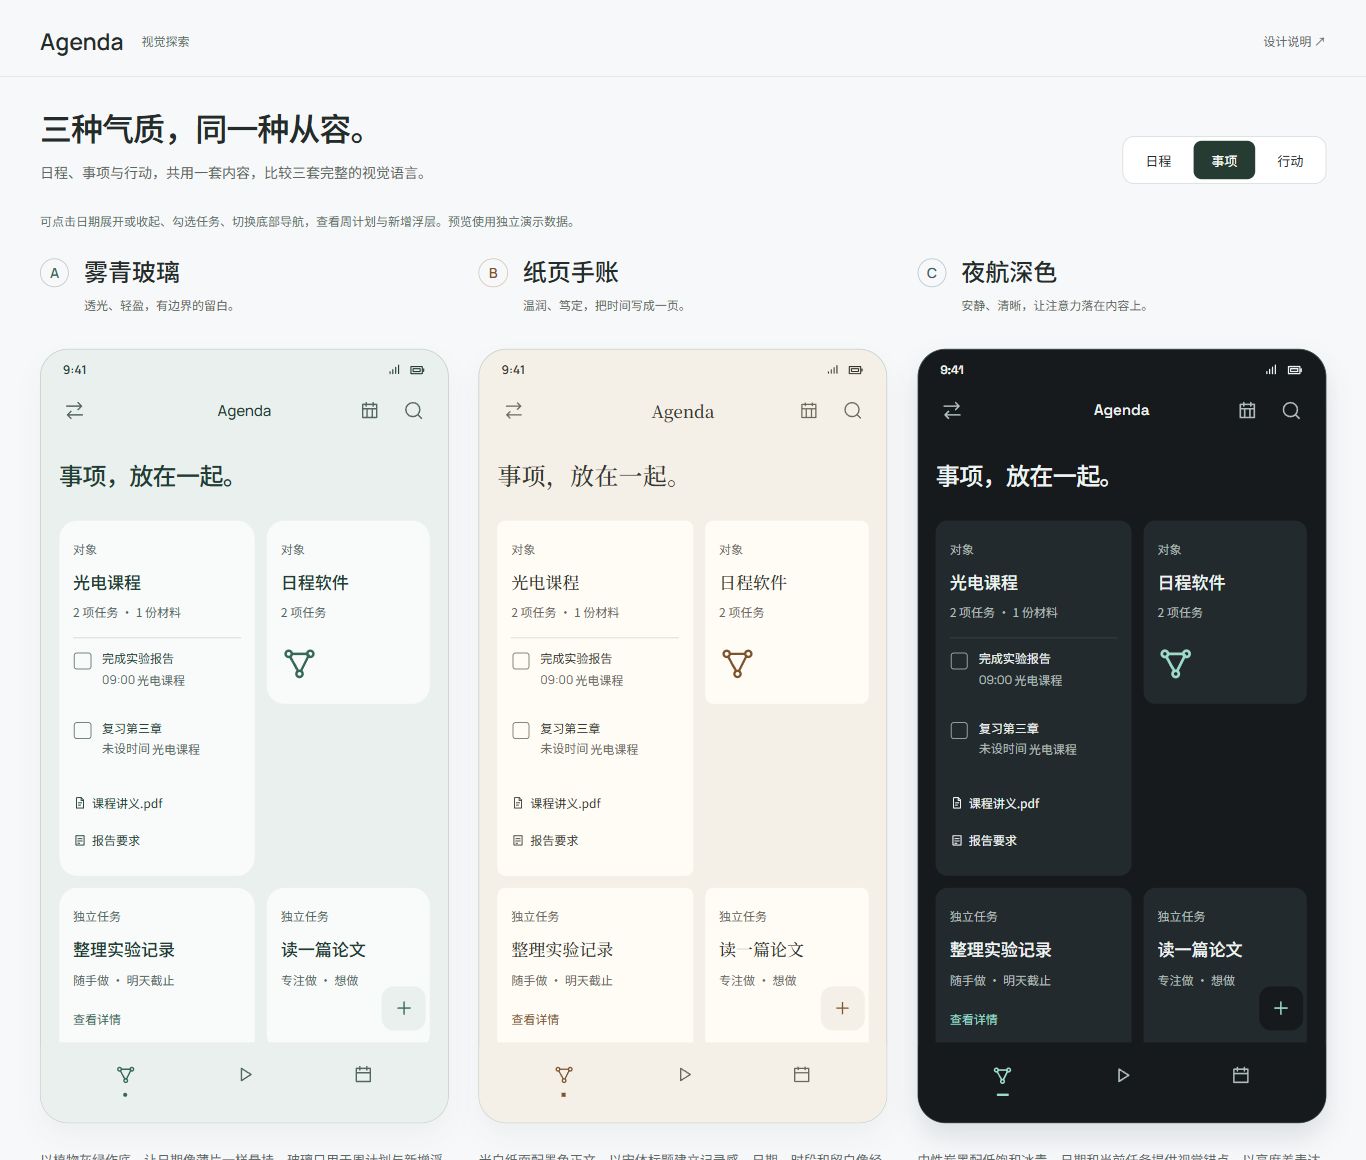 Agenda 视觉探索 设计说明 ↗
三种气质，同一种从容。
日程、事项与行动，共用一套内容，比较三套完整的视觉语言。
日程 事项 行动
可点击日期展开或收起、勾选任务、切换底部导航，查看周计划与新增浮层。预览使用独立演示数据。
A 雾青玻璃
透光、轻盈，有边界的留白。
B 纸页手账
温润、笃定，把时间写成一页。
C 夜航深色
安静、清晰，让注意力落在内容上。
9:41
Agenda
事项，放在一起。
对象
光电课程
2 项任务 · 1 份材料
完成实验报告
09:00 光电课程
复习第三章
未设时间 光电课程
课程讲义.pdf
报告要求
对象
日程软件
2 项任务
独立任务
整理实验记录
随手做 · 明天截止
查看详情
独立任务
读一篇论文
专注做 · 想做
+
9:41
Agenda
事项，放在一起。
对象
光电课程
2 项任务 · 1 份材料
完成实验报告
09:00 光电课程
复习第三章
未设时间 光电课程
课程讲义.pdf
报告要求
对象
日程软件
2 项任务
独立任务
整理实验记录
随手做 · 明天截止
查看详情
独立任务
读一篇论文
专注做 · 想做
+
9:41
Agenda
事项，放在一起。
对象
光电课程
2 项任务 · 1 份材料
完成实验报告
09:00 光电课程
复习第三章
未设时间 光电课程
课程讲义.pdf
报告要求
对象
日程软件
2 项任务
独立任务
整理实验记录
随手做 · 明天截止
查看详情
独立任务
读一篇论文
专注做 · 想做
+